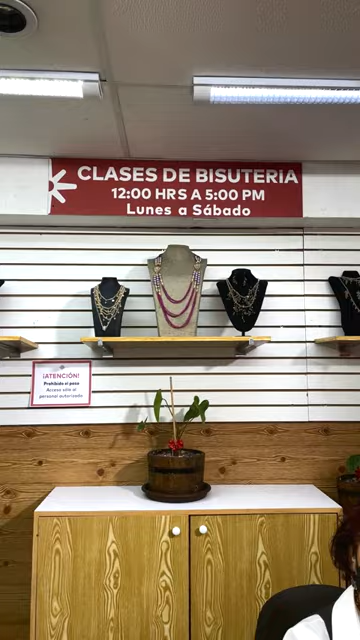 CLASES DE BISUTERIA
12:00 HRS A 5:00 PM
Lunes a Sábado
¡ATENCIÓN!
Prohibido el paso
Acceso sólo al
personal autorizado